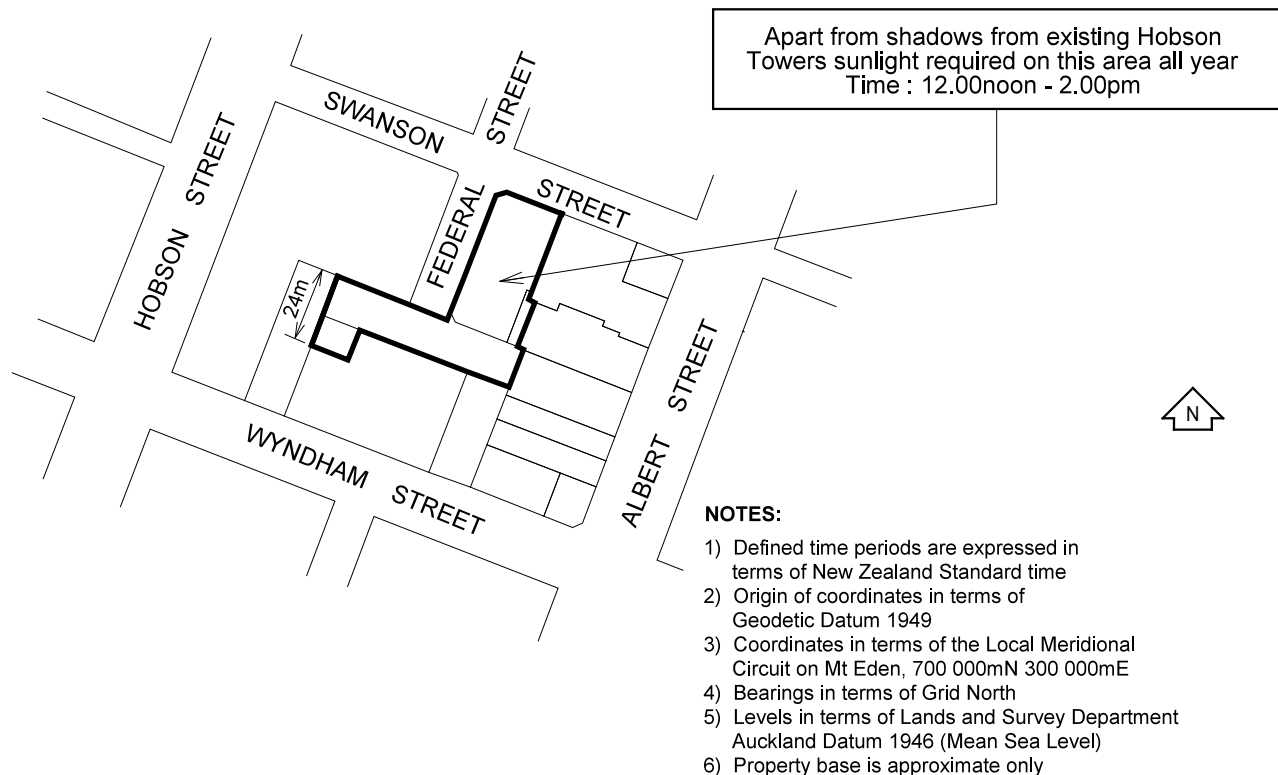 Apart from shadows from existing Hobson
Towers sunlight required on this area all year
Time : 12.00noon - 2.00pm
SWANSON
STREET
STREET
HOBSON STREET
FEDERAL
24m
WYNDHAM STREET
ALBERT STREET
N
NOTES:
1) Defined time periods are expressed in
terms of New Zealand Standard time
2) Origin of coordinates in terms of
Geodetic Datum 1949
3) Coordinates in terms of the Local Meridional
Circuit on Mt Eden, 700 000mN 300 000mE
4) Bearings in terms of Grid North
5) Levels in terms of Lands and Survey Department
Auckland Datum 1946 (Mean Sea Level)
6) Property base is approximate only